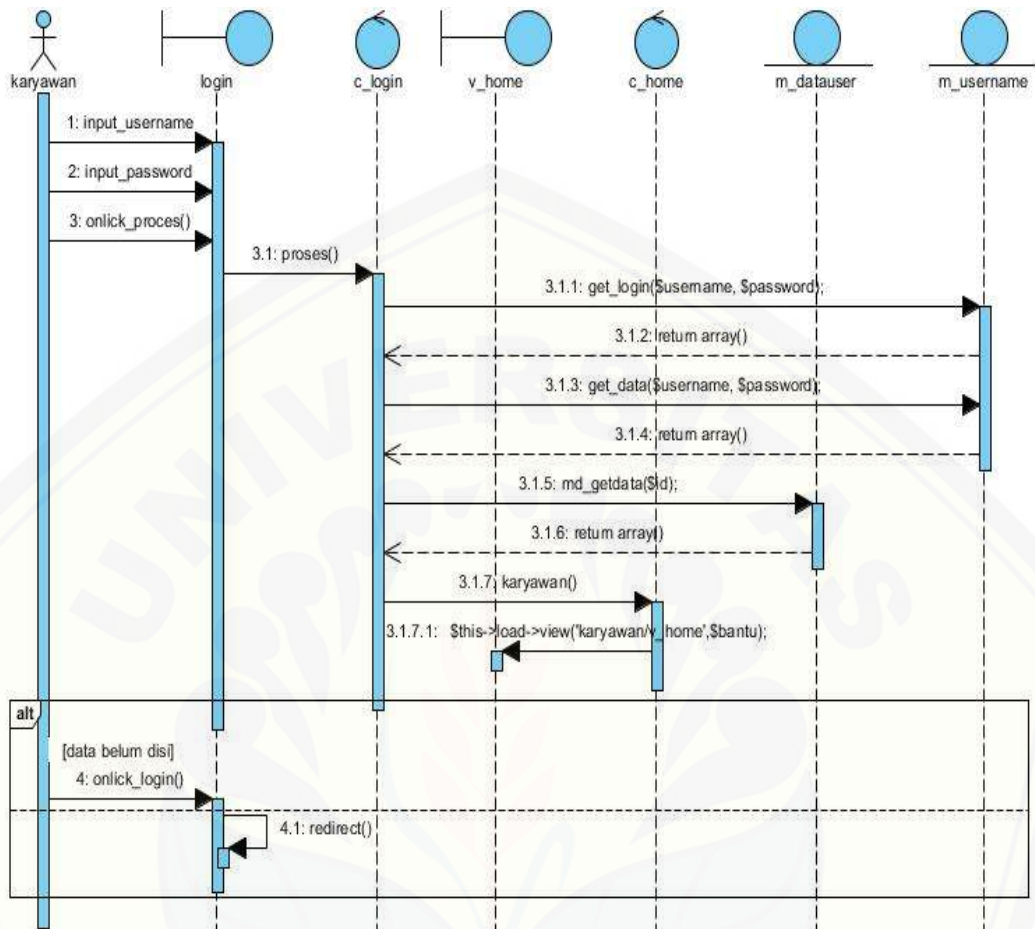 karyawan
login
c_login
v_home
c_home
m_datauser
m_username
1: input_username
2: input_password
3: onlick_proces()
3.1: proses()
3.1.1: get_login($username, $password);
3.1.2: return array()
3.1.3: get_data($username, $password);
3.1.4: return array()
3.1.5: md_getdata($id);
3.1.6: return array()
3.1.7: karyawan()
3.1.7.1: $this->load->view('karyawan/v_home',$bantu);
alt
[data belum disi]
4: onlick_login()
4.1: redirect()
UNIVERSITAS